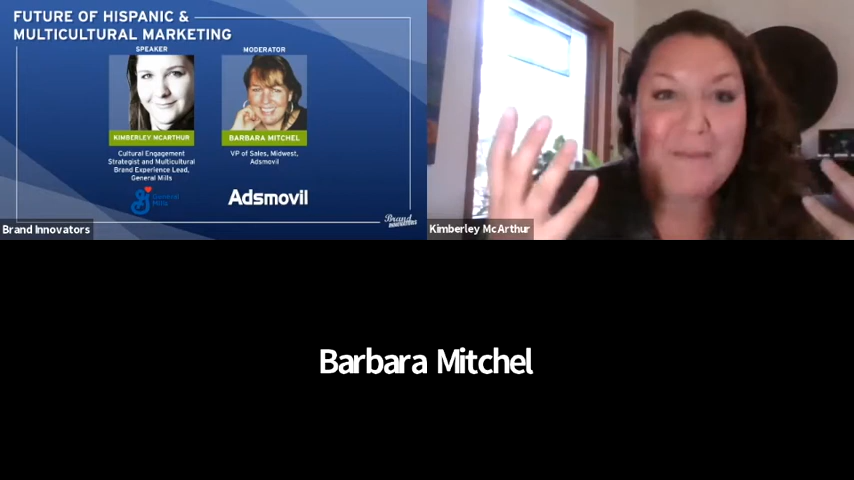 FUTURE OF HISPANIC &
MULTICULTURAL MARKETING
SPEAKER
MODERATOR
KIMBERLEY MCARTHUR
BARBARA MITCHEL
Cultural Engagement
Strategist and Multicultural
Brand Experience Lead,
General Mills
VP of Sales, Midwest,
Adsmovil
General
Mills
Adsmovil
Brand
INNOVATORS
Brand Innovators
Kimberley McArthur
Barbara Mitchel